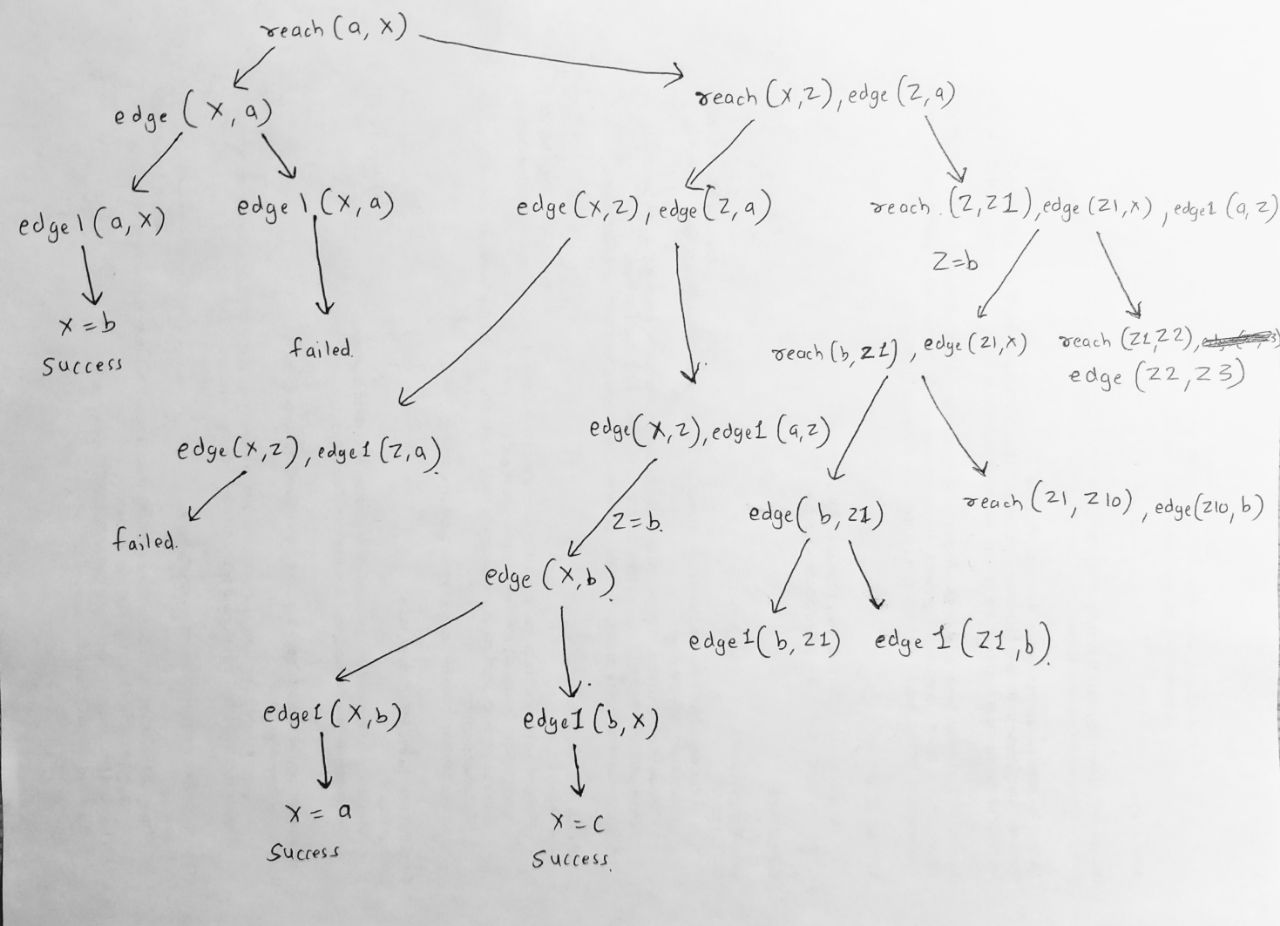 reach (a, x)
edge (x, a)
reach (x, z), edge (z, a)
edge1 (a, x)
edge 1 (x, a)
edge (x, z), edge (z, a)
reach. (z, z1), edge (z1, x), edge1 (a, z)
z=b
x = b
Success
failed.
reach (b, z1), edge (z1, x)
reach (z1, z2),
edge (z2, z3)
edge (x, z), edge1 (z, a)
edge (x, z), edge1 (a, z)
edge (b, z1)
reach (z1, z10), edge (z10, b)
failed.
z=b.
edge (x, b)
edge1 (b, z1)
edge 1 (z1, b)
edge1 (x, b)
edge1 (b, x)
x = a
Success
x = c
Success.